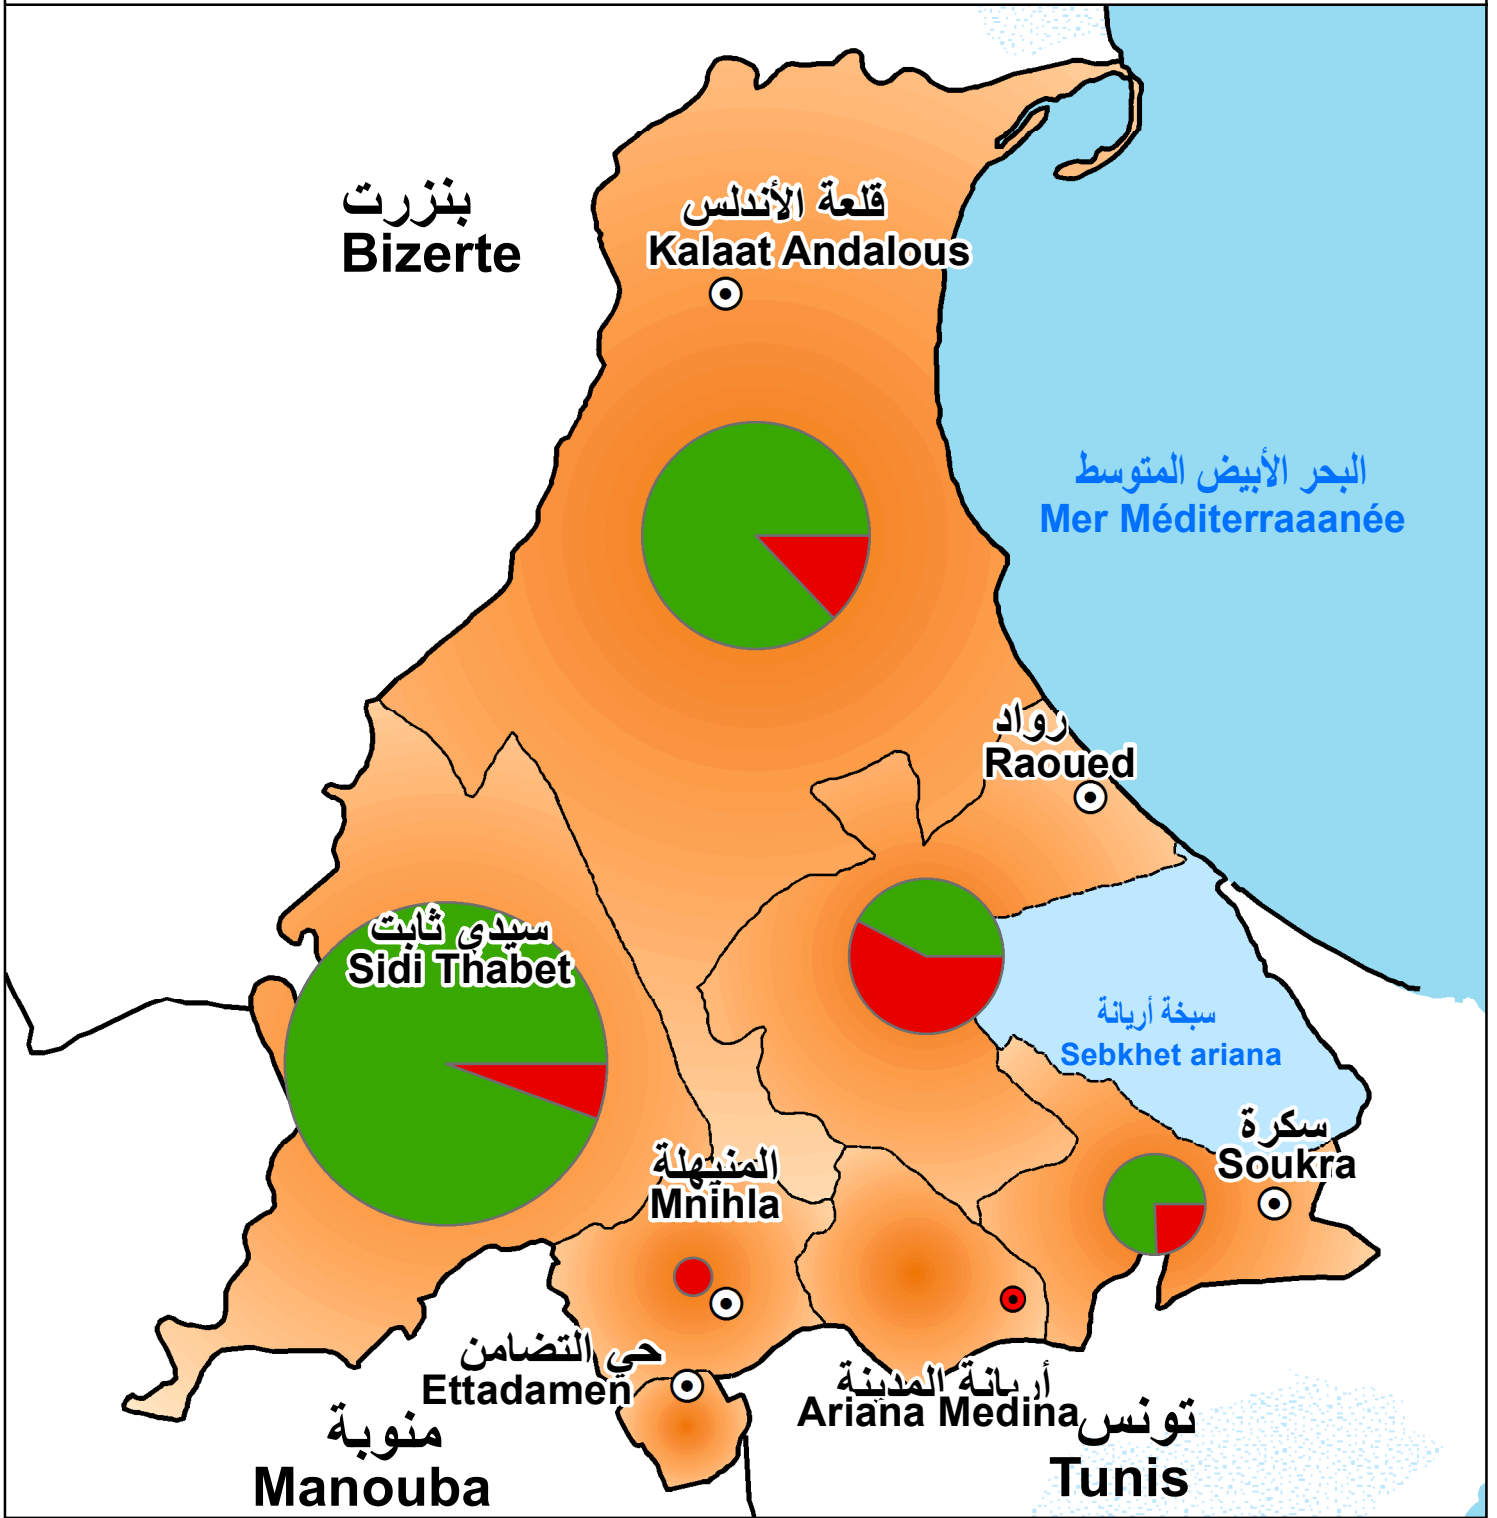 بنزرت
Bizerte
قلعة الأندلس
Kalaat Andalous
البحر الأبيض المتوسط
Mer Méditerraaanée
رواد
Raoued
سيدي ثابت
Sidi Thabet
سبخة أريانة
Sebkhet ariana
سكرة
Soukra
المنيهلة
Mnihla
حي التضامن
Ettadamen
أريانة المدينة
Ariana Medina
منوبة
Manouba
تونس
Tunis